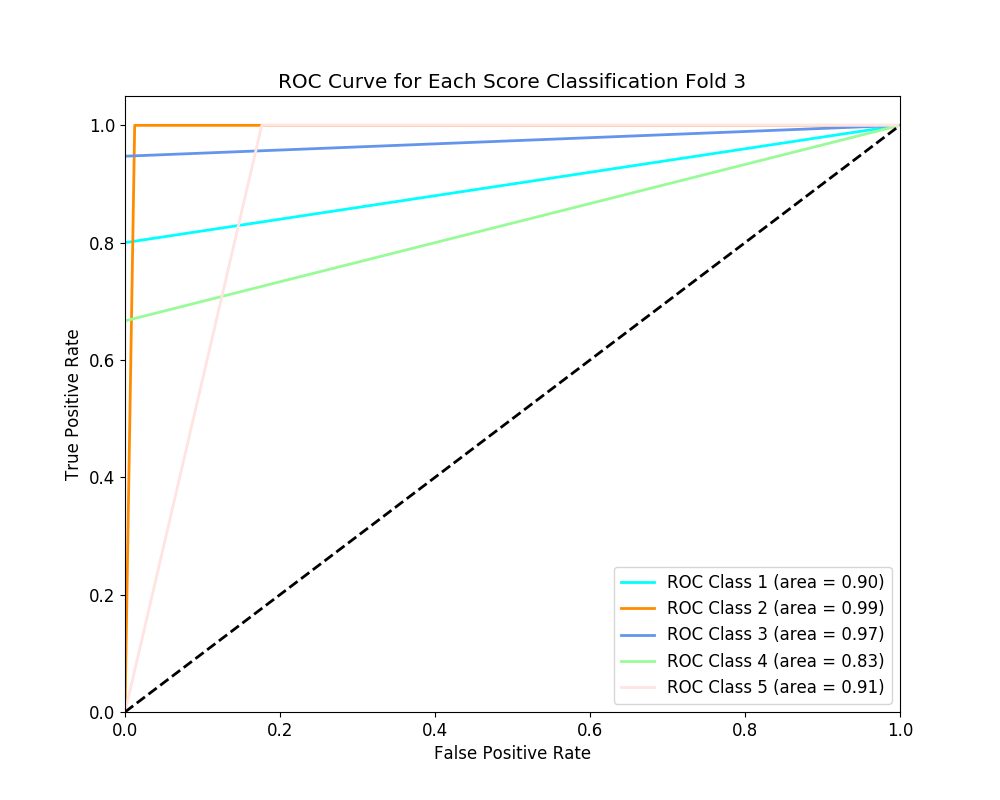 ROC Curve for Each Score Classification Fold 3
True Positive Rate
1.0
0.8
0.6
0.4
0.2
0.0
0.0 0.2 0.4 0.6 0.8 1.0
False Positive Rate
ROC Class 1 (area = 0.90)
ROC Class 2 (area = 0.99)
ROC Class 3 (area = 0.97)
ROC Class 4 (area = 0.83)
ROC Class 5 (area = 0.91)